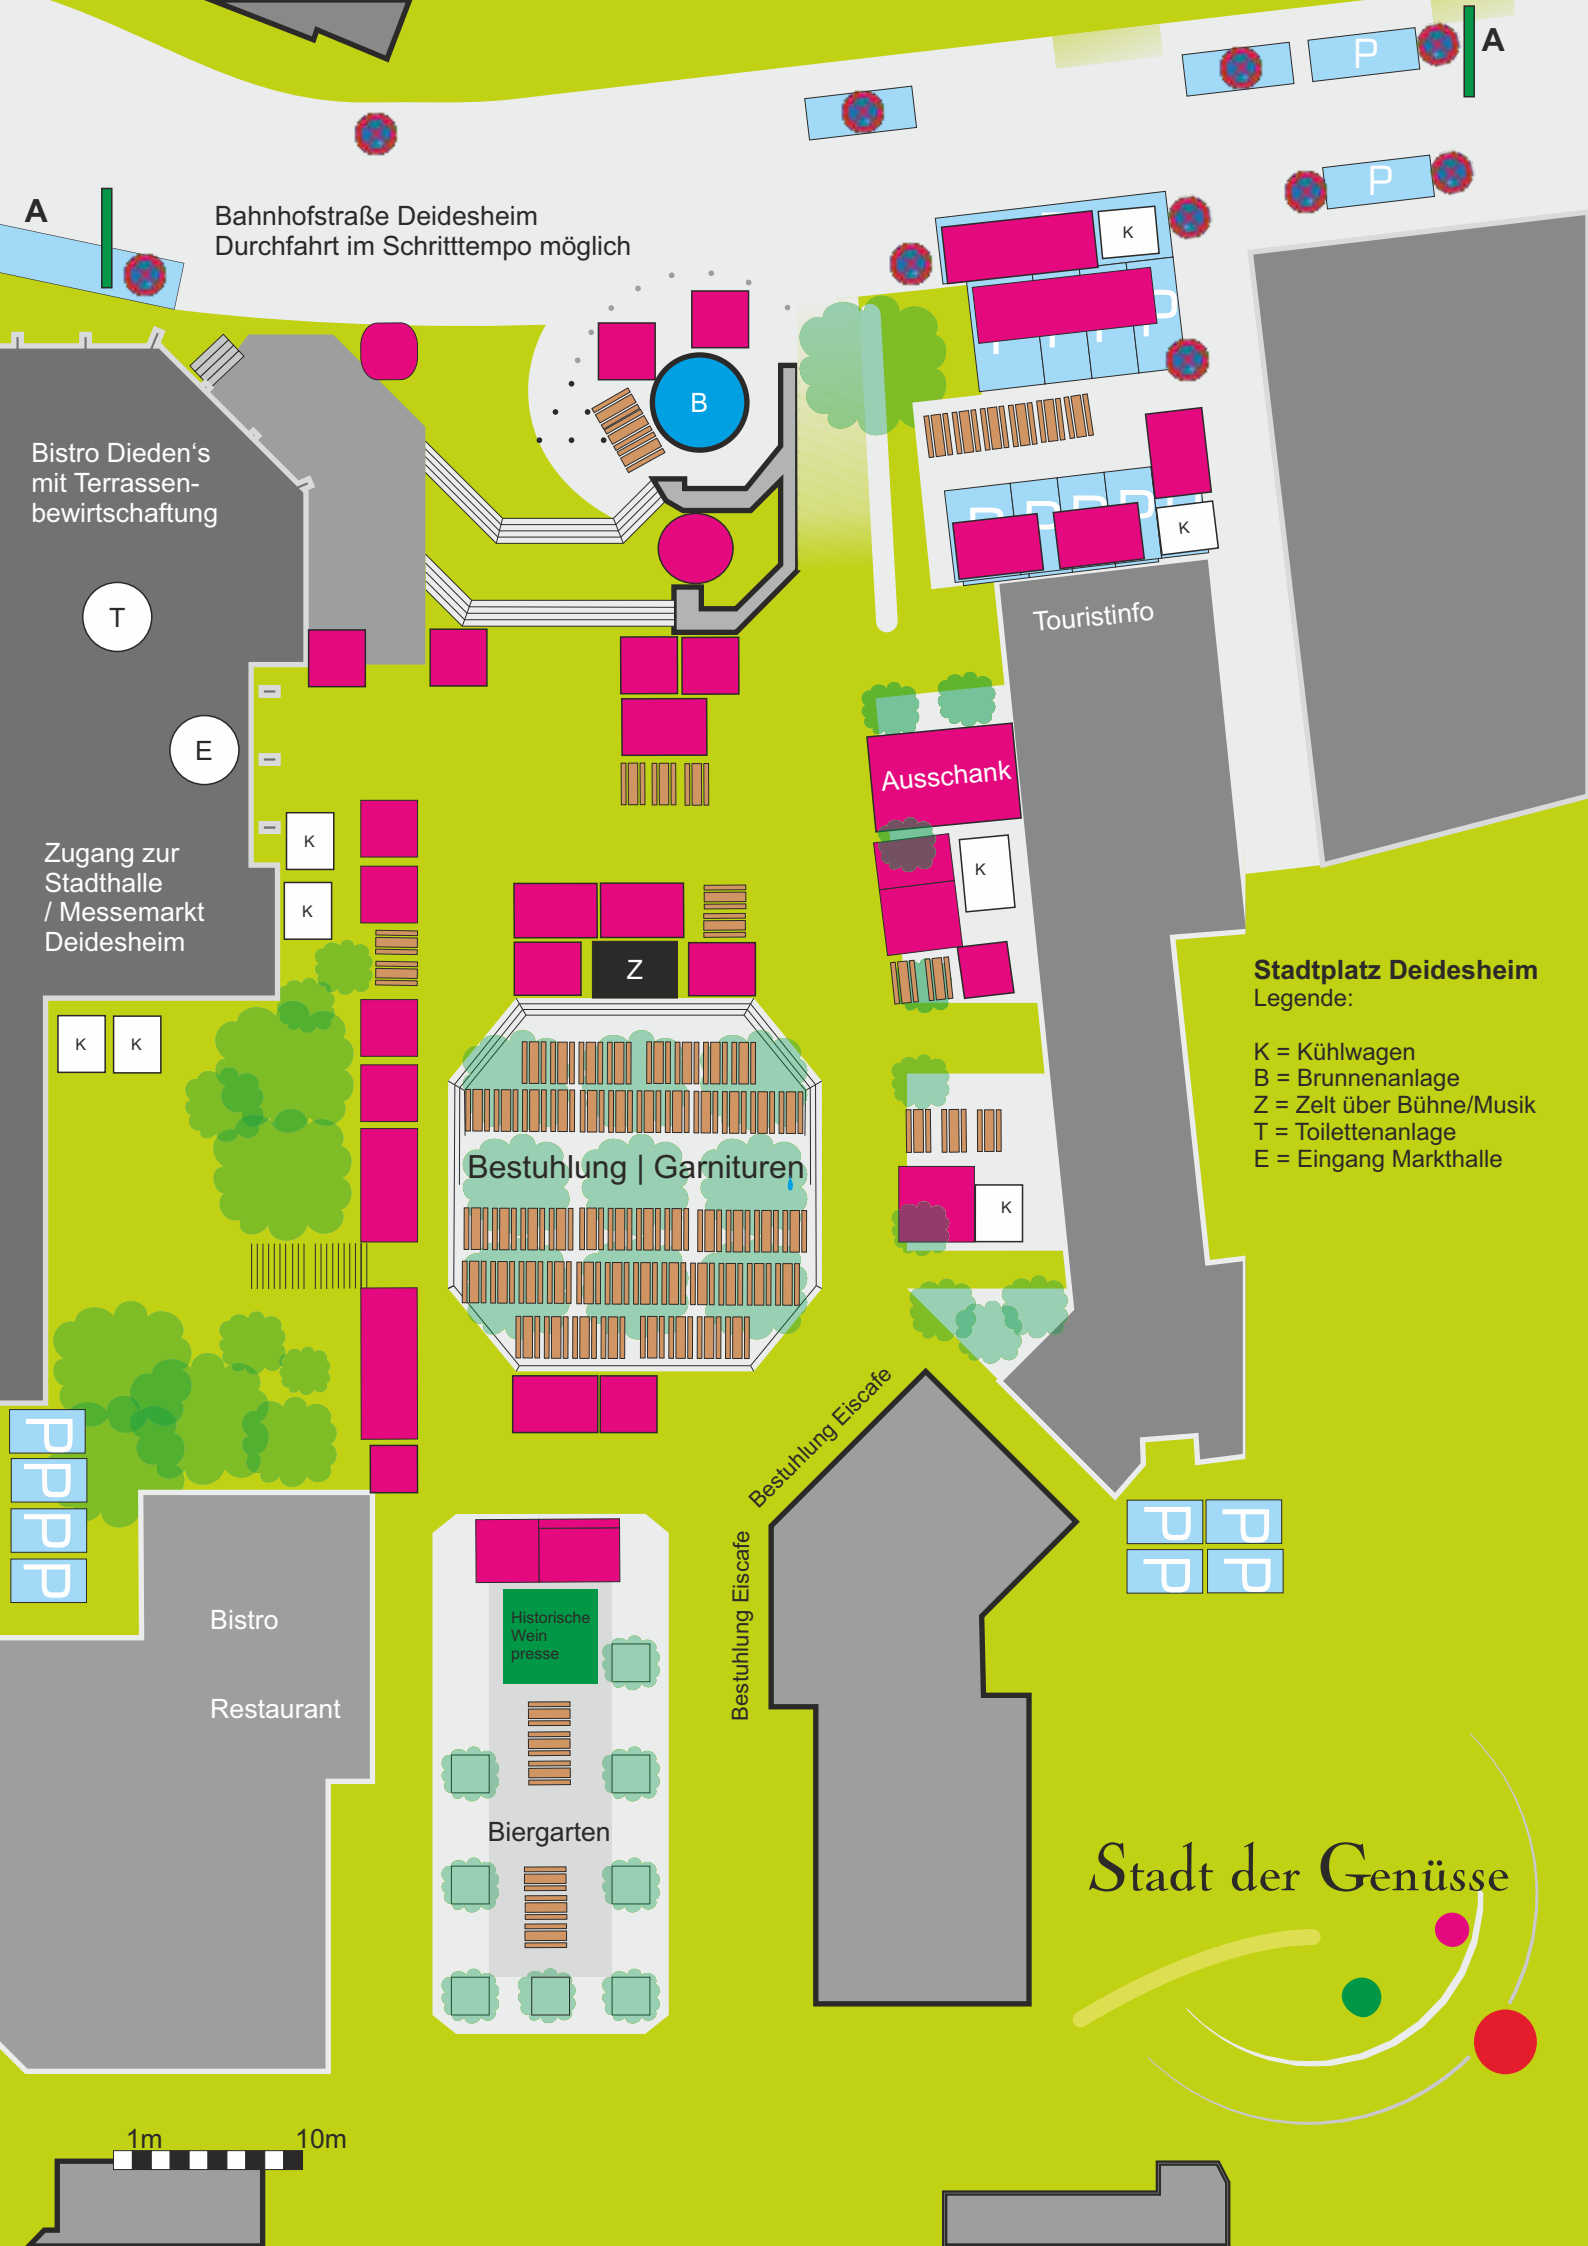 A
P
P
A
Bahnhofstraße Deidesheim
Durchfahrt im Schritttempo möglich
K
P
B
Bistro Dieden‘s
mit Terrassen-
bewirtschaftung
K
T
Touristinfo
E
Ausschank
K
K
K
Zugang zur
Stadthalle
/ Messemarkt
Deidesheim
Z
Stadtplatz Deidesheim
Legende:
K = Kühlwagen
B = Brunnenanlage
Z = Zelt über Bühne/Musik
T = Toilettenanlage
E = Eingang Markthalle
K
K
Bestuhlung | Garnituren
K
Bestuhlung Eiscafe
Bestuhlung Eiscafe
P
P
P
P
P
P
P
P
Historische
Wein
presse
Bistro
Restaurant
Biergarten
Stadt der Genüsse
1m
10m